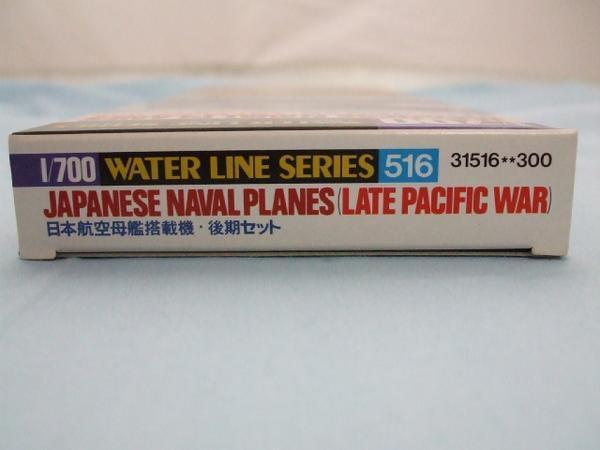 1/700 WATER LINE SERIES 516 31516**300
JAPANESE NAVAL PLANES (LATE PACIFIC WAR)
日本航空母艦搭載機・後期セット